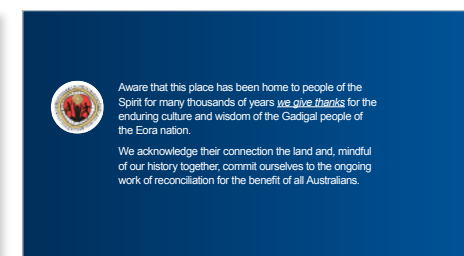 Aware that this place has been home to people of the
Spirit for many thousands of years we give thanks for the
enduring culture and wisdom of the Gadigal people of
the Eora nation.
We acknowledge their connection the land and, mindful
of our history together, commit ourselves to the ongoing
work of reconciliation for the benefit of all Australians.